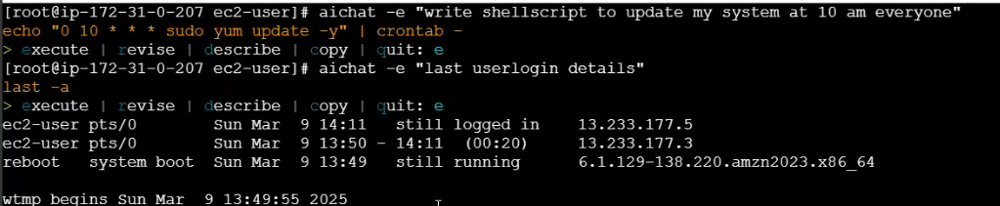 [root@ip-172-31-0-207 ec2-user]# aichat -e "write shellscript to update my system at 10 am everyone"
echo "0 10 * * * sudo yum update -y" | crontab -
> execute | revise | describe | copy | quit: e
[root@ip-172-31-0-207 ec2-user]# aichat -e "last userlogin details"
last -a
> execute | revise | describe | copy | quit: e
ec2-user pts/0        Sun Mar  9 14:11   still logged in    13.233.177.5
ec2-user pts/0        Sun Mar  9 13:50 - 14:11  (00:20)     13.233.177.3
reboot   system boot  Sun Mar  9 13:49   still running      6.1.129-138.220.amzn2023.x86_64
wtmp begins Sun Mar  9 13:49:55 2025